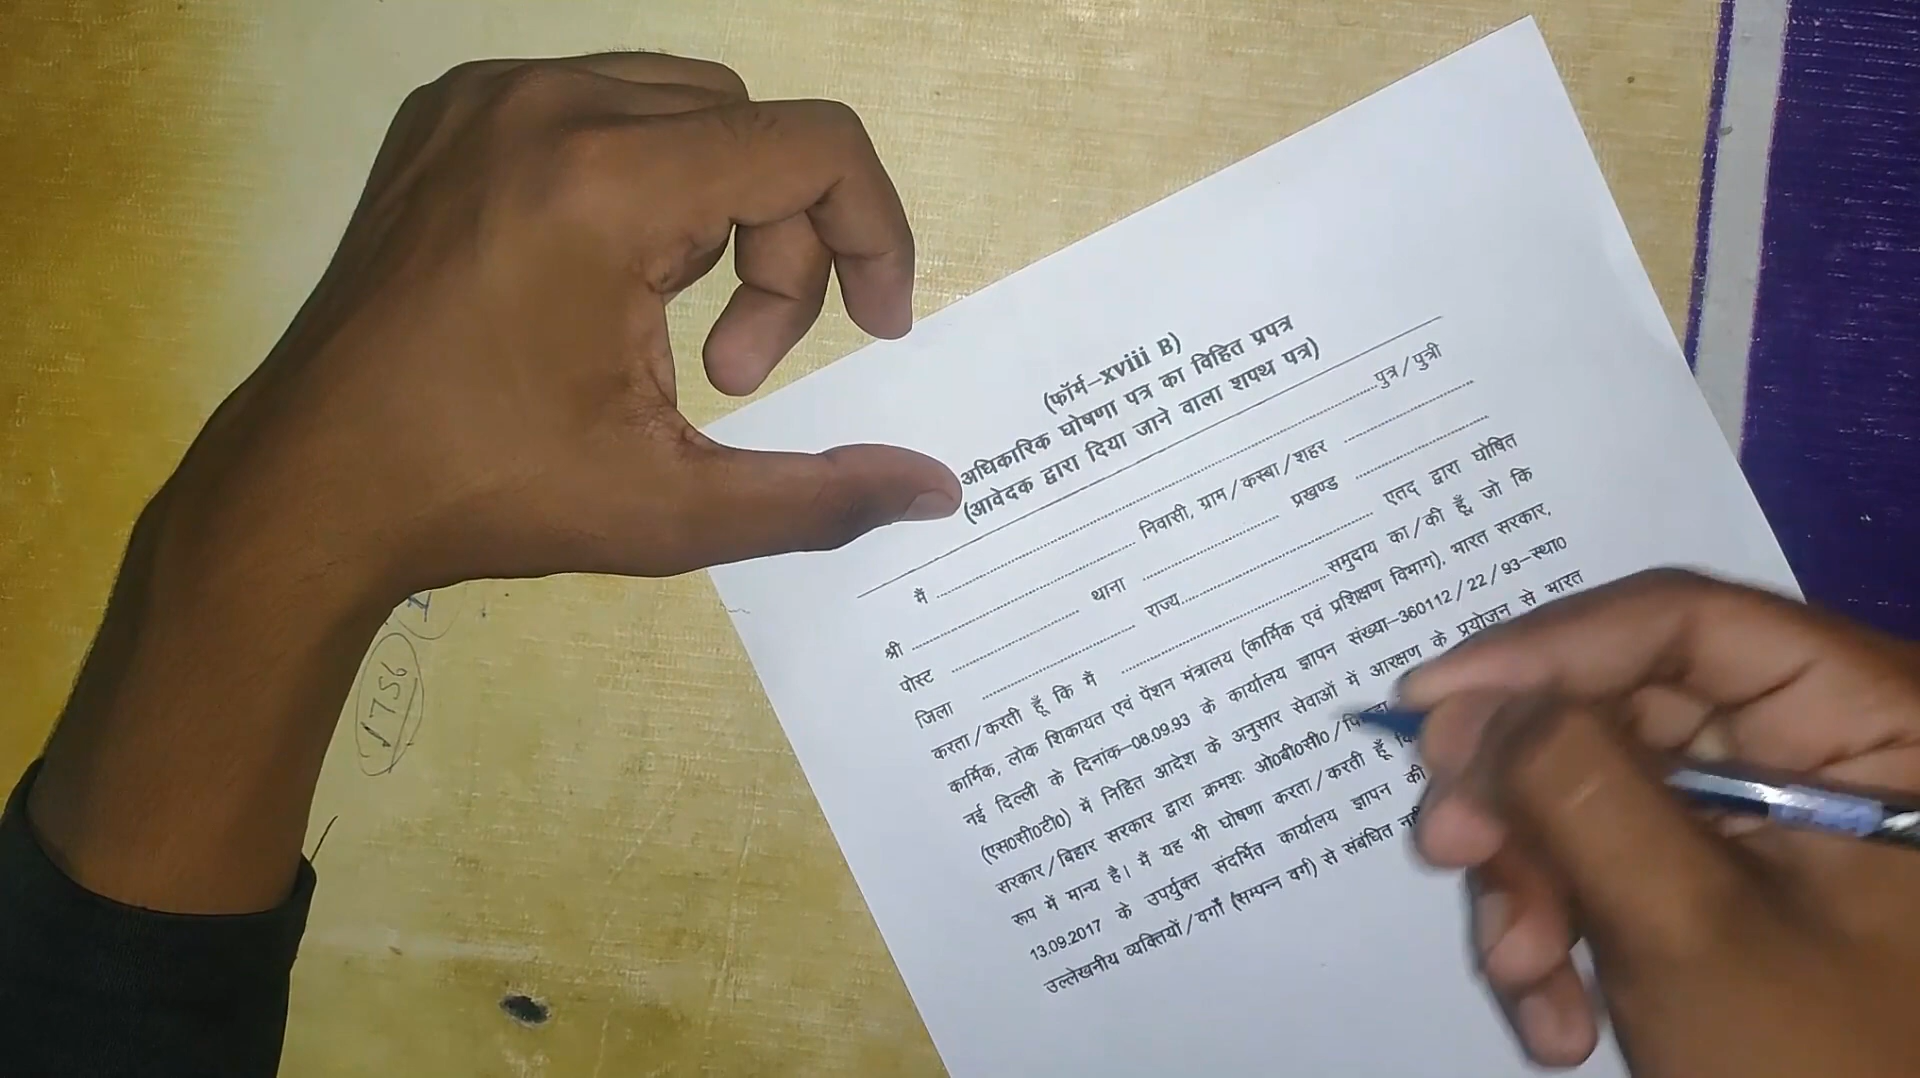 (फॉर्म–xviii B)
अधिकारिक घोषणा पत्र का विहित प्रपत्र
(आवेदक द्वारा दिया जाने वाला शपथ पत्र)
मैं ........................................ पुत्र/पुत्री
श्री .................... निवासी, ग्राम/कस्बा/शहर ....................
पोस्ट .................... थाना .................... प्रखण्ड ....................
जिला .................... राज्य.................... एतद् द्वारा घोषित
करता/करती हूँ कि मैं ....................समुदाय का/की हूँ, जो कि
कार्मिक, लोक शिकायत एवं पेंशन मंत्रालय (कार्मिक एवं प्रशिक्षण विभाग), भारत सरकार,
नई दिल्ली के दिनांक–08.09.93 के कार्यालय ज्ञापन संख्या–360112/22/93–स्था0
(एस0सी0टी0) में निहित आदेश के अनुसार सेवाओं में आरक्षण के प्रयोजन से भारत
सरकार/बिहार सरकार द्वारा क्रमशः ओ0बी0सी0/
रूप में मान्य है। मैं यह भी घोषणा करता/करती हूँ
13.09.2017 के उपर्युक्त संदर्भित कार्यालय ज्ञापन की
उल्लेखनीय व्यक्तियों/वर्गों (सम्पन्न वर्ग) से संबंधित
1756